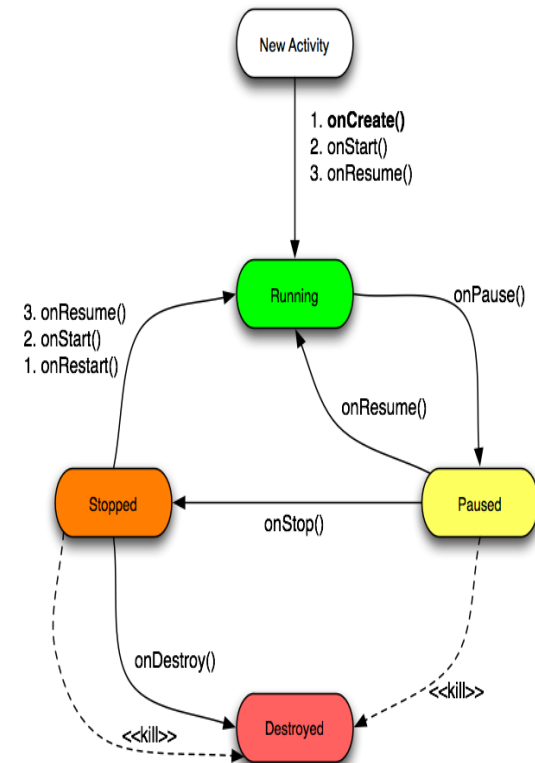 New Activity
1. onCreate()
2. onStart()
3. onResume()
Running
onPause()
3. onResume()
2. onStart()
1. onRestart()
onResume()
Stopped
Paused
onStop()
onDestroy()
<<kill>>
<<kill>>
Destroyed